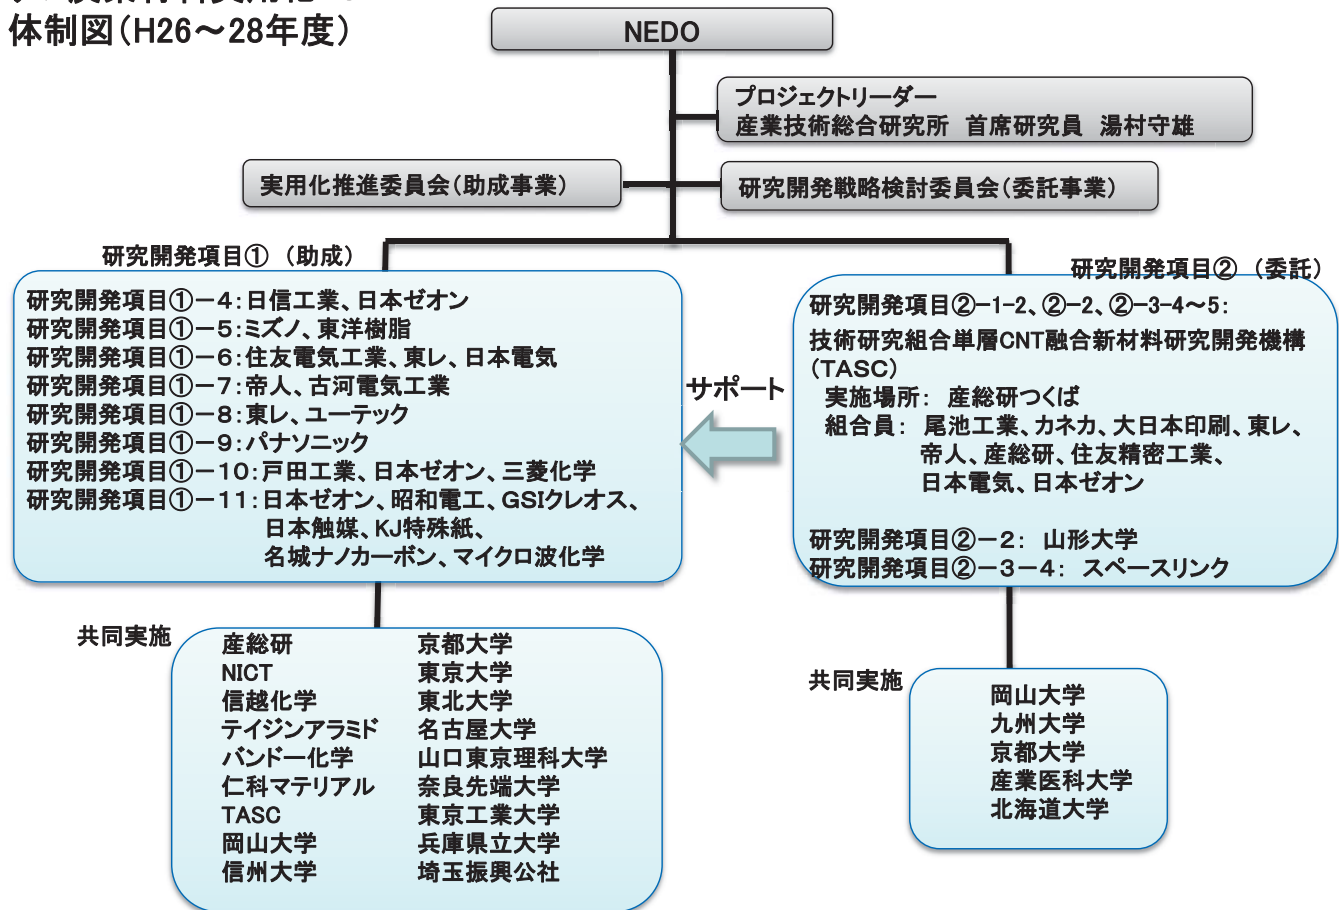 体制図(H26～28年度)
NEDO
プロジェクトリーダー
産業技術総合研究所 首席研究員 湯村守雄
実用化推進委員会(助成事業)
研究開発戦略検討委員会(委託事業)
研究開発項目① (助成)
研究開発項目①－4:日信工業、日本ゼオン
研究開発項目①－5:ミズノ、東洋樹脂
研究開発項目①－6:住友電気工業、東レ、日本電気
研究開発項目①－7:帝人、古河電気工業
研究開発項目①－8:東レ、ユーテック
研究開発項目①－9:パナソニック
研究開発項目①－10:戸田工業、日本ゼオン、三菱化学
研究開発項目①－11:日本ゼオン、昭和電工、GSIクレオス、
日本触媒、KJ特殊紙、
名城ナノカーボン、マイクロ波化学
サポート
研究開発項目② (委託)
研究開発項目②-1-2、②-2、②-3-4～5:
技術研究組合単層CNT融合新材料研究開発機構
(TASC)
実施場所: 産総研つくば
組合員: 尾池工業、カネカ、大日本印刷、東レ、
帝人、産総研、住友精密工業、
日本電気、日本ゼオン
研究開発項目②－2: 山形大学
研究開発項目②－3－4: スペースリンク
共同実施
産総研
NICT
信越化学
テイジンアラミド
バンドー化学
仁科マテリアル
TASC
岡山大学
信州大学
京都大学
東京大学
東北大学
名古屋大学
山口東京理科大学
奈良先端大学
東京工業大学
兵庫県立大学
埼玉振興公社
共同実施
岡山大学
九州大学
京都大学
産業医科大学
北海道大学